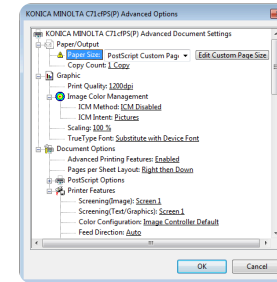 KONICA MINOLTA C71cfPS(P) Advanced Options
KONICA MINOLTA C71cfPS(P) Advanced Document Settings
Paper/Output
Paper Size: PostScript Custom Page Edit Custom Page Size
Copy Count: 1 Copy
Graphic
Print Quality: 1200dpi
Image Color Management
ICM Method: ICM Disabled
ICM Intent: Pictures
Scaling: 100 %
TrueType Font: Substitute with Device Font
Document Options
Advanced Printing Features: Enabled
Pages per Sheet Layout: Right then Down
PostScript Options
Printer Features
Screening(Image): Screen 1
Screening(Text/Graphics): Screen 1
Color Configuration: Image Controller Default
Feed Direction: Auto
OK Cancel